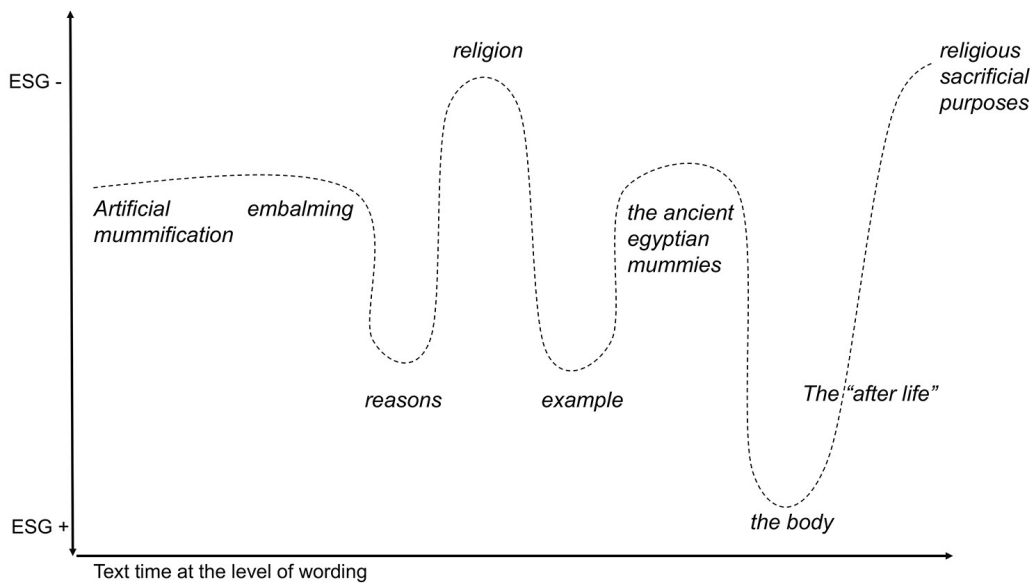 religion
religious
sacrificial
purposes
ESG -
Artificial
mummification
embalming
the ancient
egyptian
mummies
reasons
example
The “after life”
the body
ESG +
Text time at the level of wording